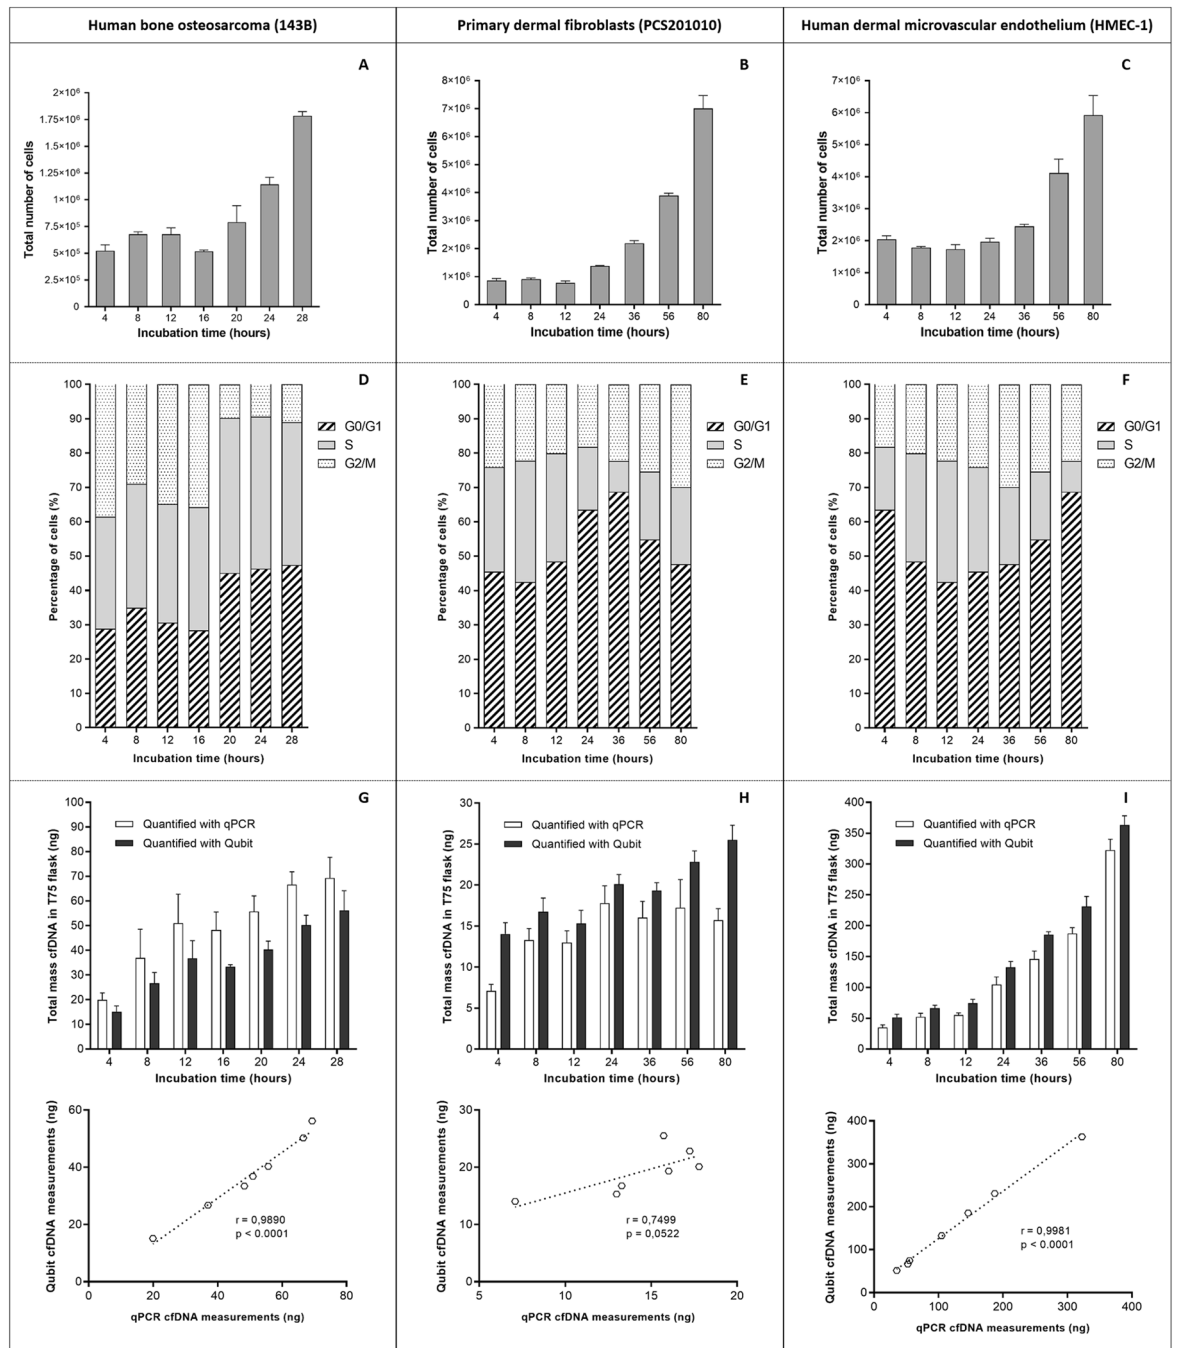 Human bone osteosarcoma (143B)
Primary dermal fibroblasts (PCS201010)
Human dermal microvascular endothelium (HMEC-1)
A
Total number of cells
2×10⁶
1.75×10⁶
1.5×10⁶
1.25×10⁶
1×10⁶
7.5×10⁵
5×10⁵
2.5×10⁵
0
4 8 12 16 20 24 28
Incubation time (hours)
B
Total number of cells
8×10⁶
7×10⁶
6×10⁶
5×10⁶
4×10⁶
3×10⁶
2×10⁶
1×10⁶
0
4 8 12 24 36 56 80
Incubation time (hours)
C
Total number of cells
7×10⁶
6×10⁶
5×10⁶
4×10⁶
3×10⁶
2×10⁶
1×10⁶
0
4 8 12 24 36 56 80
Incubation time (hours)
D
Percentage of cells (%)
100
90
80
70
60
50
40
30
20
10
0
4 8 12 16 20 24 28
Incubation time (hours)
G0/G1
S
G2/M
E
Percentage of cells (%)
100
90
80
70
60
50
40
30
20
10
0
4 8 12 24 36 56 80
Incubation time (hours)
G0/G1
S
G2/M
F
Percentage of cells (%)
100
90
80
70
60
50
40
30
20
10
0
4 8 12 24 36 56 80
Incubation time (hours)
G0/G1
S
G2/M
G
Total mass cfDNA in T75 flask (ng)
100
90
80
70
60
50
40
30
20
10
0
Quantified with qPCR
Quantified with Qubit
4 8 12 16 20 24 28
Incubation time (hours)
H
Total mass cfDNA in T75 flask (ng)
30
25
20
15
10
5
0
Quantified with qPCR
Quantified with Qubit
4 8 12 24 36 56 80
Incubation time (hours)
I
Total mass cfDNA in T75 flask (ng)
400
350
300
250
200
150
100
50
0
Quantified with qPCR
Quantified with Qubit
4 8 12 24 36 56 80
Incubation time (hours)
Qubit cfDNA measurements (ng)
60
40
20
0
r = 0,9890
p < 0.0001
0 20 40 60 80
qPCR cfDNA measurements (ng)
Qubit cfDNA measurements (ng)
30
20
10
0
r = 0,7499
p = 0,0522
5 10 15 20
qPCR cfDNA measurements (ng)
Qubit cfDNA measurements (ng)
400
300
200
100
0
r = 0,9981
p < 0.0001
0 100 200 300 400
qPCR cfDNA measurements (ng)